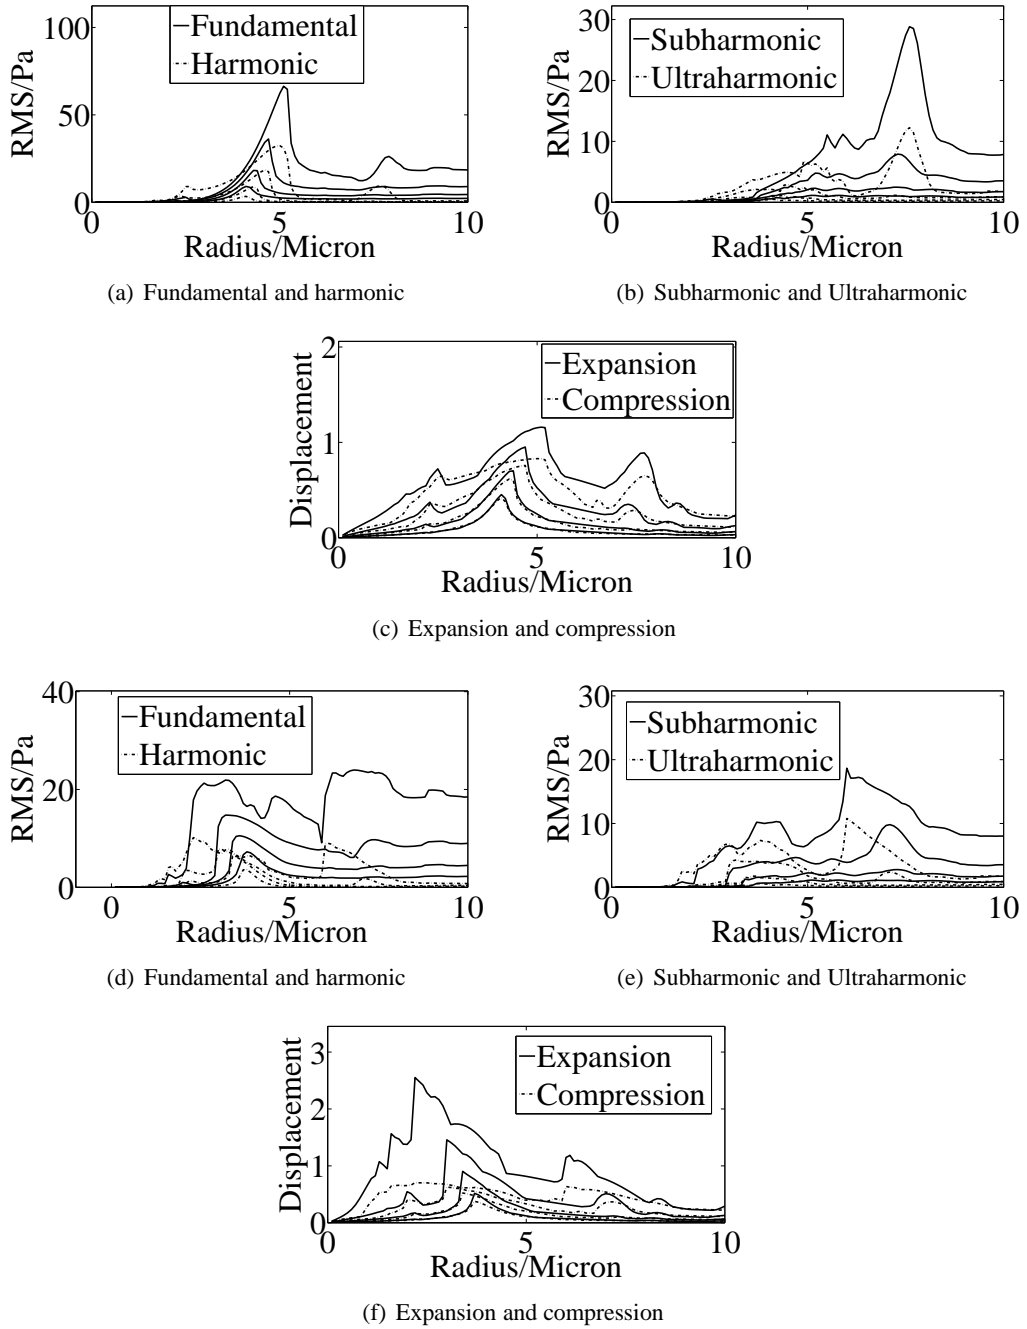 RMS/Pa
100
50
0
Fundamental
Harmonic
0
5
10
Radius/Micron
(a) Fundamental and harmonic
RMS/Pa
30
20
10
0
Subharmonic
Ultraharmonic
0
5
10
Radius/Micron
(b) Subharmonic and Ultraharmonic
Displacement
2
1
0
Expansion
Compression
0
5
10
Radius/Micron
(c) Expansion and compression
RMS/Pa
40
20
0
Fundamental
Harmonic
0
5
10
Radius/Micron
(d) Fundamental and harmonic
RMS/Pa
30
20
10
0
Subharmonic
Ultraharmonic
0
5
10
Radius/Micron
(e) Subharmonic and Ultraharmonic
Displacement
3
2
1
0
Expansion
Compression
0
5
10
Radius/Micron
(f) Expansion and compression